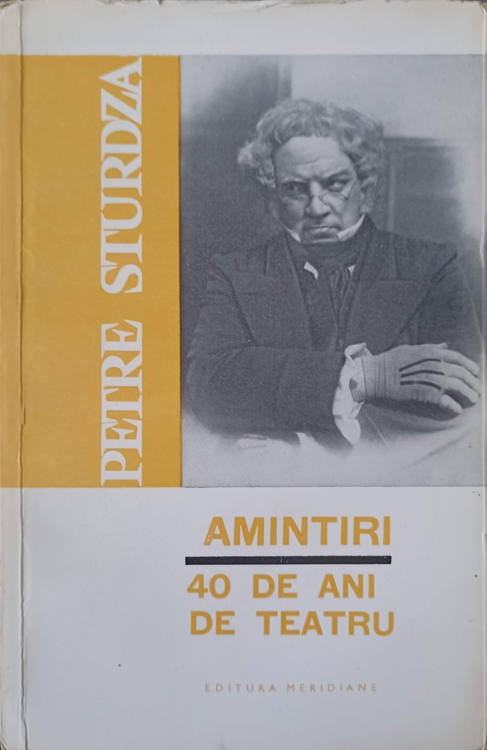 PETRE STURDZA
AMINTIRI
40 DE ANI
DE TEATRU
EDITURA MERIDIANE